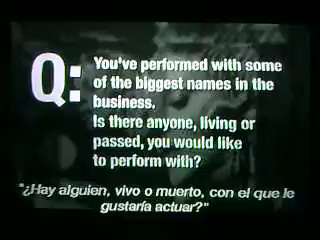 Q: You've performed with some
of the biggest names in the
business.
Is there anyone, living or
passed, you would like
to perform with?
"¿Hay alguien, vivo o muerto, con el que le
gustaría actuar?"